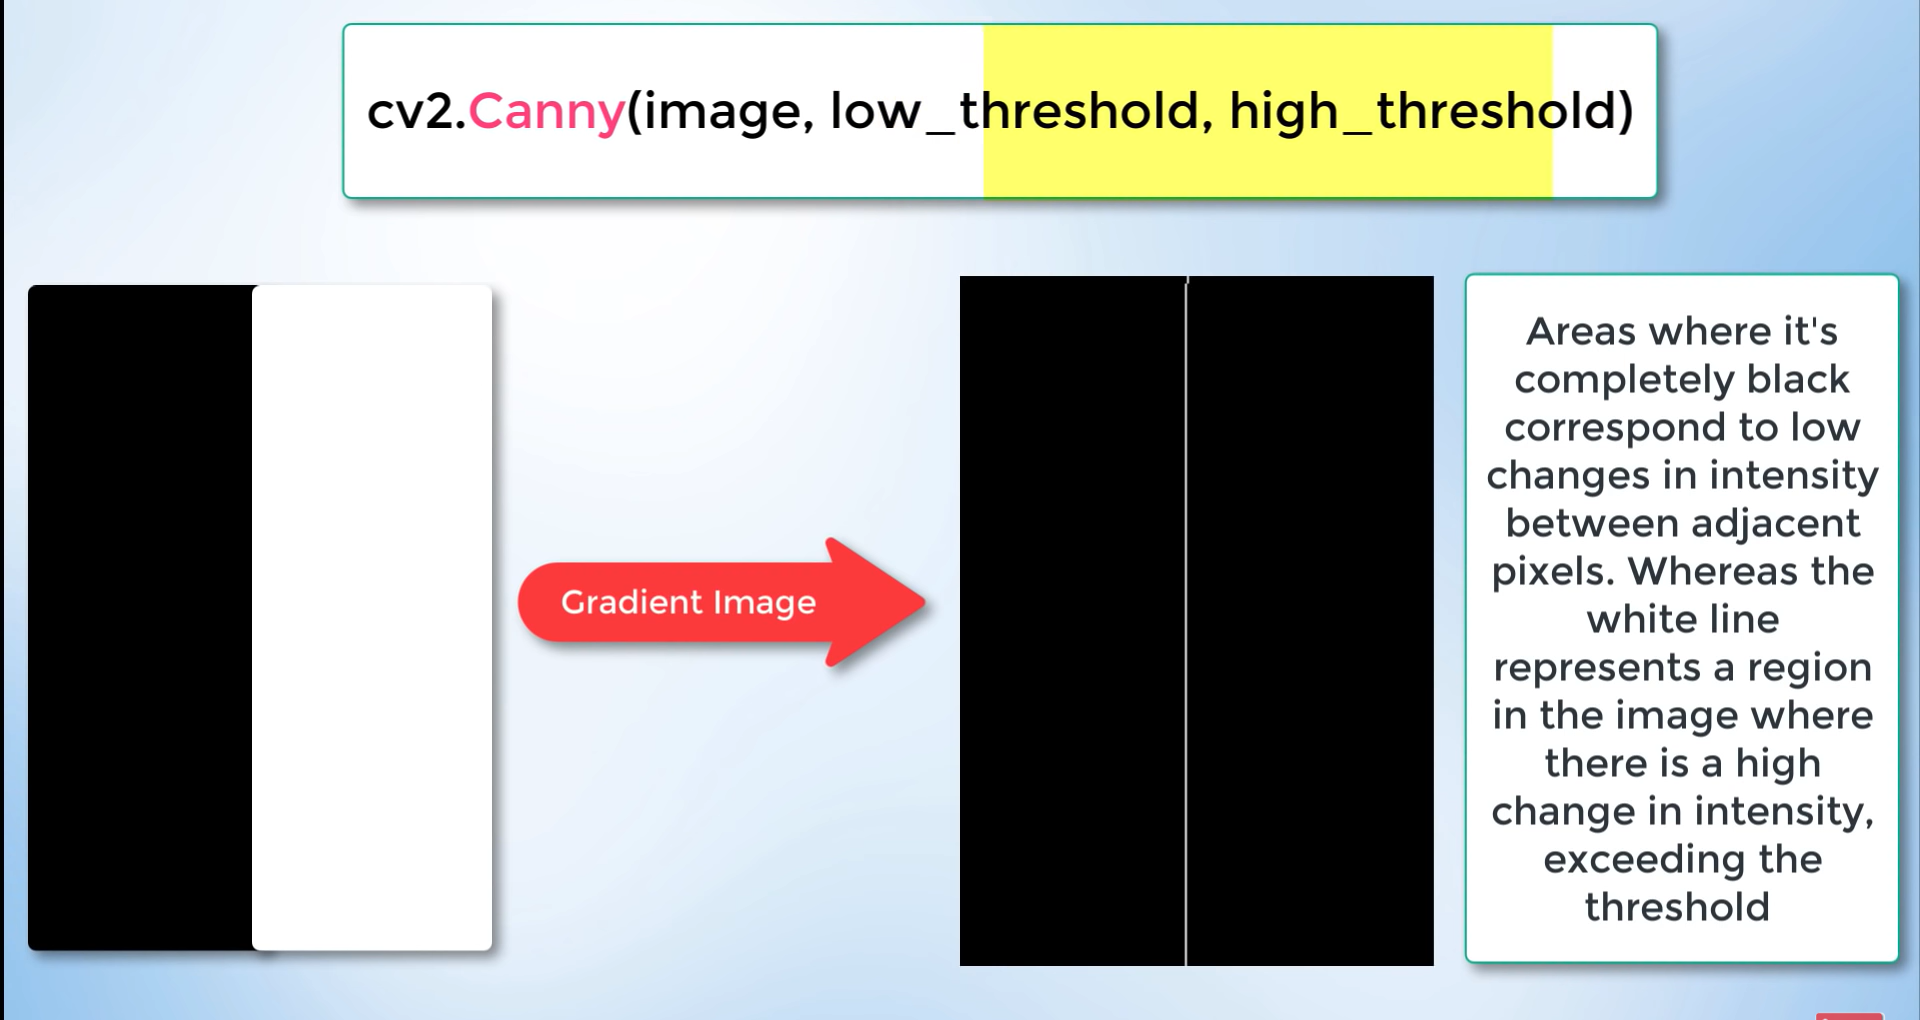 cv2.Canny(image, low_threshold, high_threshold)
Gradient Image
Areas where it's
completely black
correspond to low
changes in intensity
between adjacent
pixels. Whereas the
white line
represents a region
in the image where
there is a high
change in intensity,
exceeding the
threshold